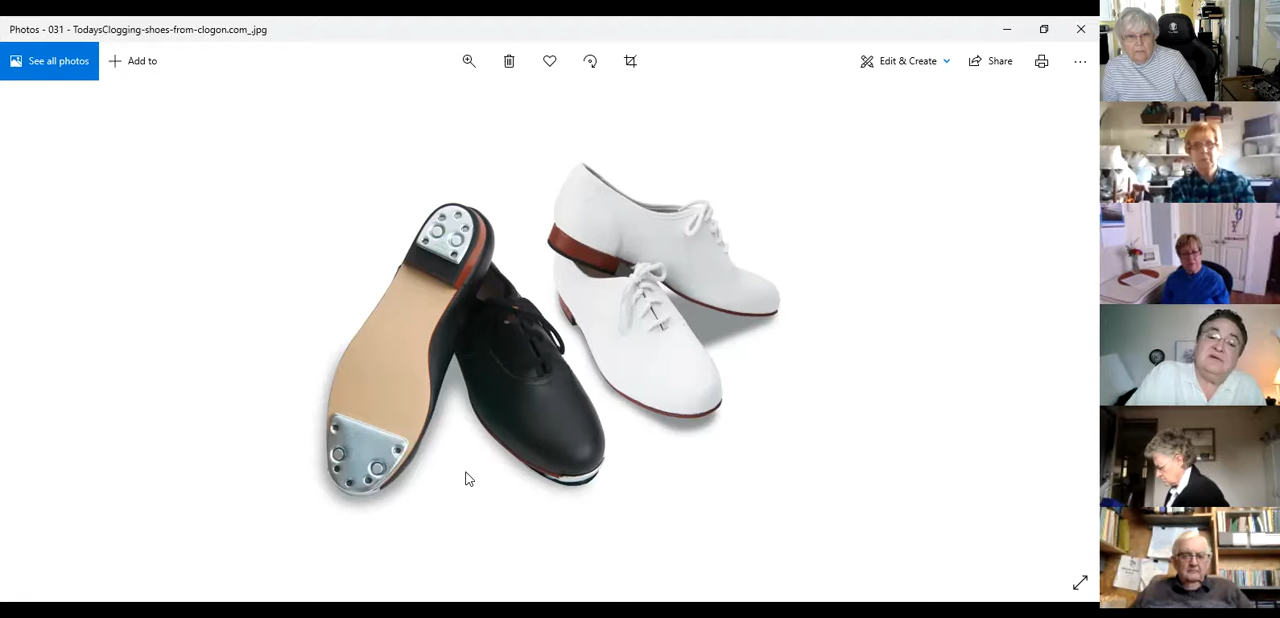 Photos - 031 - TodaysClogging-shoes-from-clogon.com_.jpg
See all photos
Add to
Edit & Create
Share